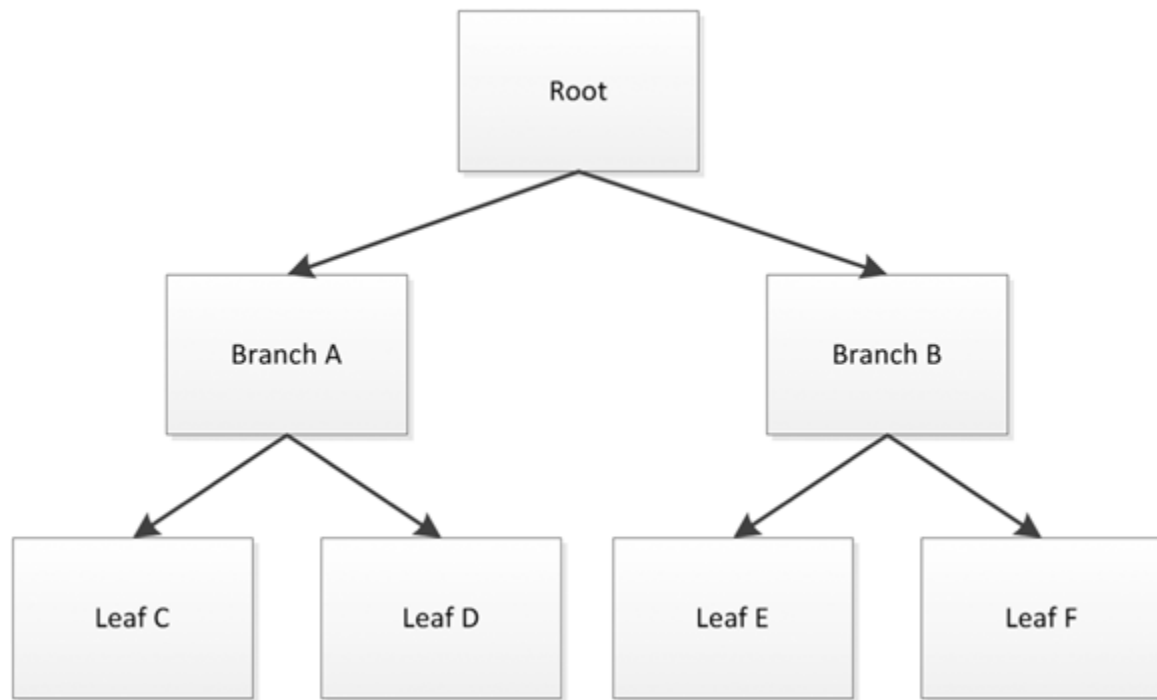 Root
Branch A
Branch B
Leaf C
Leaf D
Leaf E
Leaf F